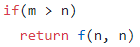 if(m > n)
  return f(n, n)